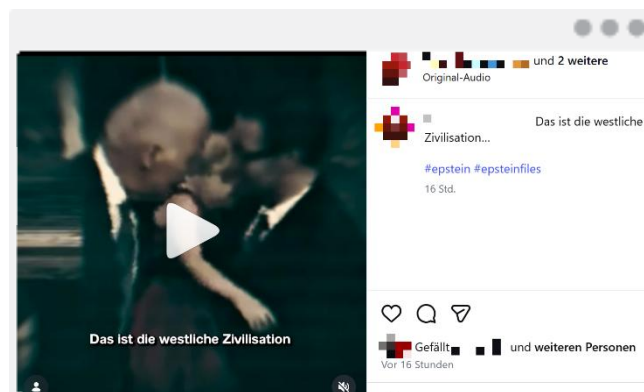 und 2 weitere
Original-Audio
Das ist die westliche
Zivilisation...
#epstein #epsteinfiles
16 Std.
Das ist die westliche Zivilisation
Gefällt und weiteren Personen
Vor 16 Stunden